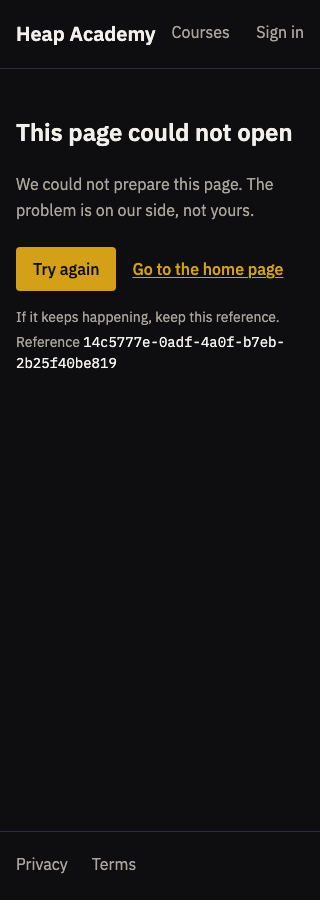 Heap Academy Courses Sign in
This page could not open
We could not prepare this page. The
problem is on our side, not yours.
Try again Go to the home page
If it keeps happening, keep this reference.
Reference 14c5777e-0adf-4a0f-b7eb-
2b25f40be819
Privacy Terms